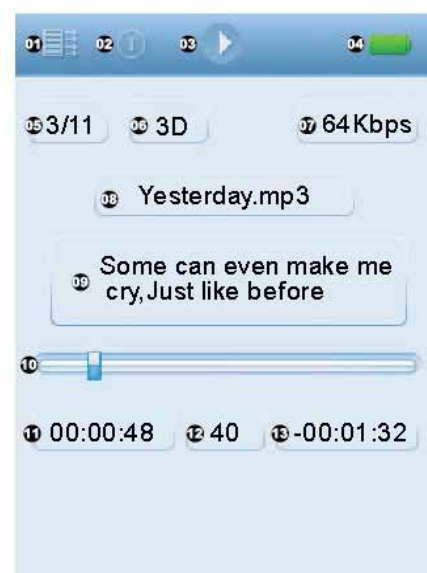 01 02 03 04
05 3/11 06 3D 07 64Kbps
08 Yesterday.mp3
09 Some can even make me
cry,Just like before
10
11 00:00:48 12 40 13 -00:01:32